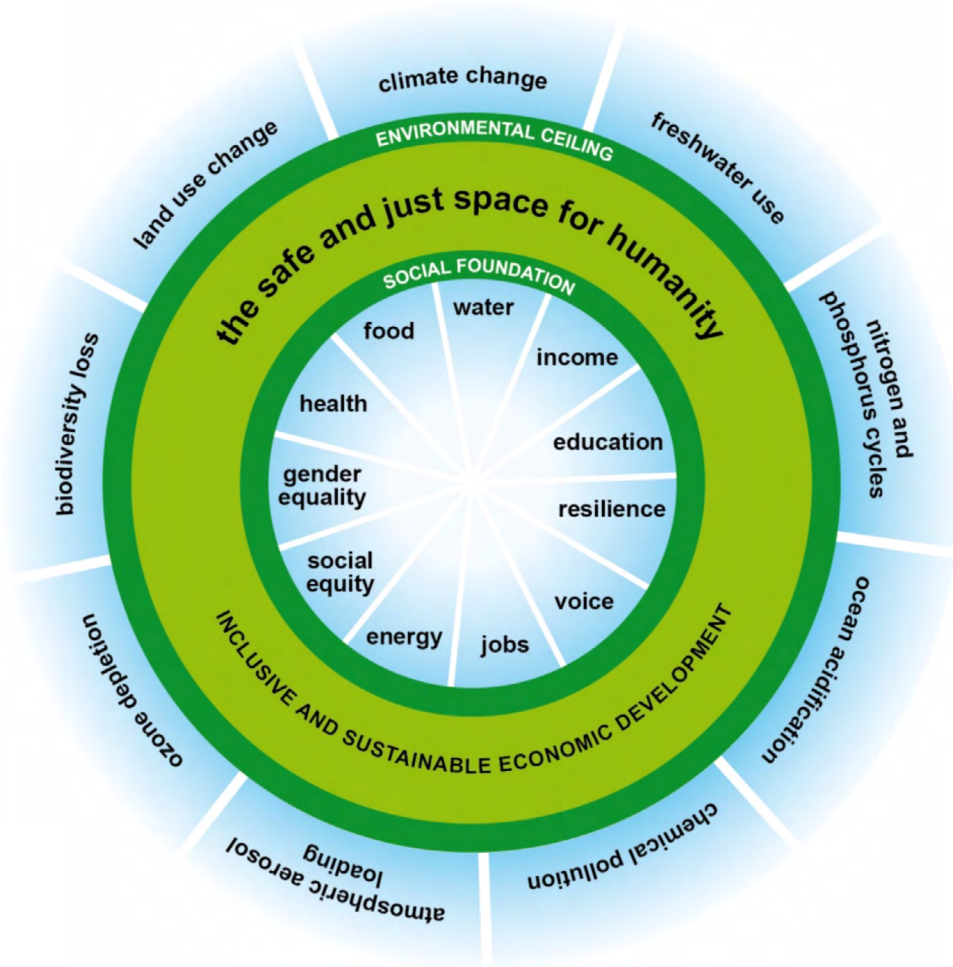 climate change
freshwater use
nitrogen and
phosphorus cycles
ocean acidification
chemical pollution
atmospheric aerosol
loading
ozone depletion
biodiversity loss
land use change
ENVIRONMENTAL CEILING
the safe and just space for humanity
SOCIAL FOUNDATION
water
income
education
resilience
voice
jobs
energy
social
equity
gender
equality
health
food
INCLUSIVE AND SUSTAINABLE ECONOMIC DEVELOPMENT